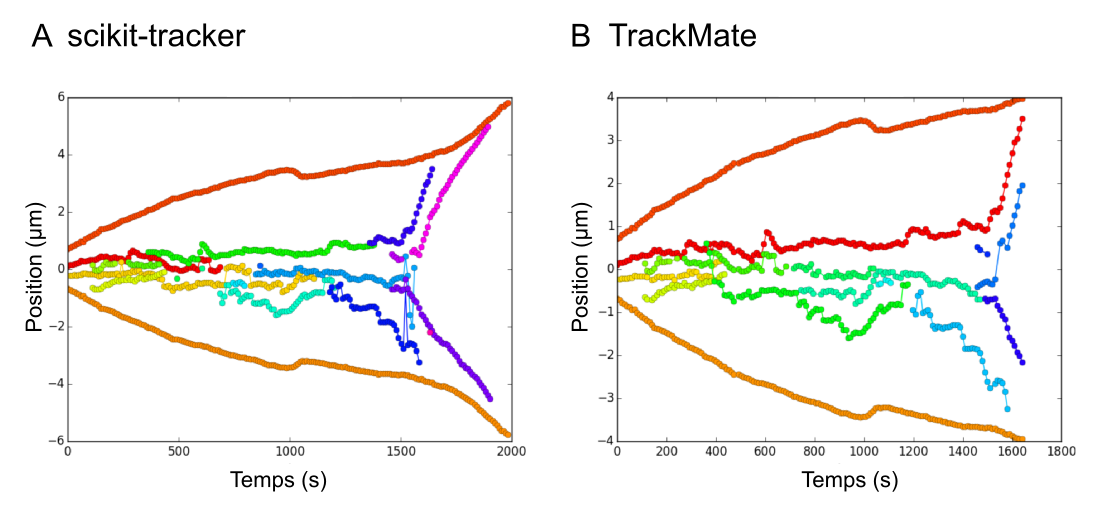 A scikit-tracker
B TrackMate
6
4
2
0
−2
−4
−6
Position (µm)
0 500 1000 1500 2000
Temps (s)
4
3
2
1
0
−1
−2
−3
−4
Position (µm)
0 200 400 600 800 1000 1200 1400 1600 1800
Temps (s)